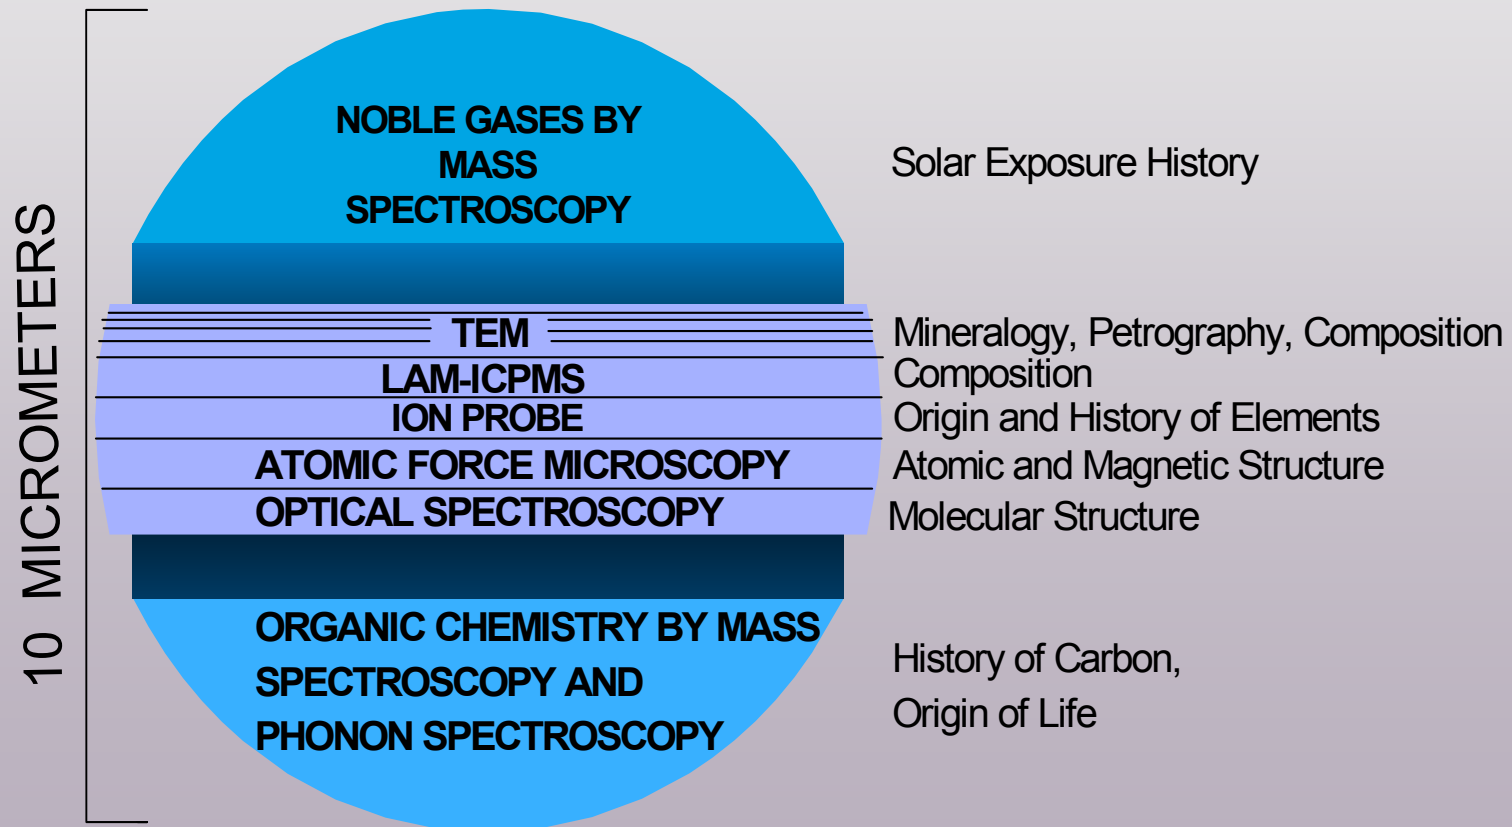 10 MICROMETERS
NOBLE GASES BY
MASS
SPECTROSCOPY
Solar Exposure History
TEM
Mineralogy, Petrography, Composition
LAM-ICPMS
Composition
ION PROBE
Origin and History of Elements
ATOMIC FORCE MICROSCOPY
Atomic and Magnetic Structure
OPTICAL SPECTROSCOPY
Molecular Structure
ORGANIC CHEMISTRY BY MASS
SPECTROSCOPY AND
PHONON SPECTROSCOPY
History of Carbon,
Origin of Life